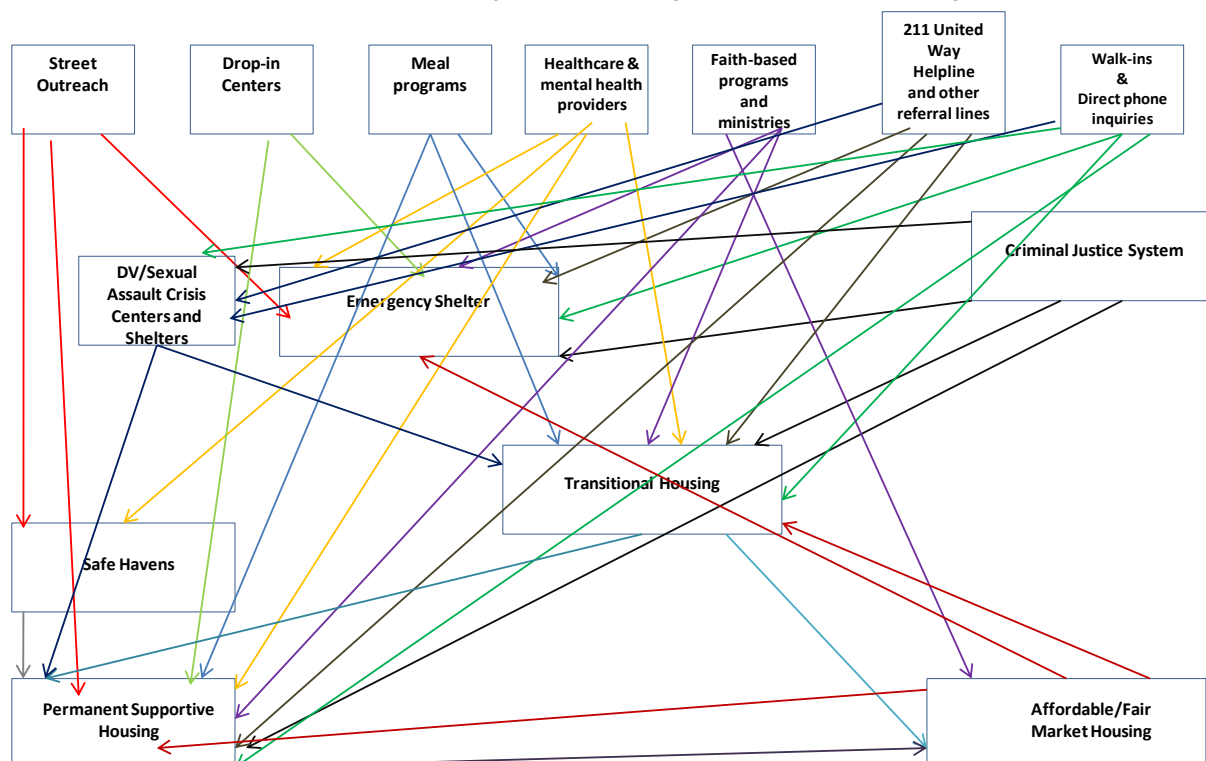 Street
Outreach
Drop-in
Centers
Meal
programs
Healthcare &
mental health
providers
Faith-based
programs
and
ministries
211 United
Way
Helpline
and other
referral lines
Walk-ins
&
Direct phone
inquiries
Criminal Justice System
DV/Sexual
Assault Crisis
Centers and
Shelters
Emergency Shelter
Transitional Housing
Safe Havens
Permanent Supportive
Housing
Affordable/Fair
Market Housing